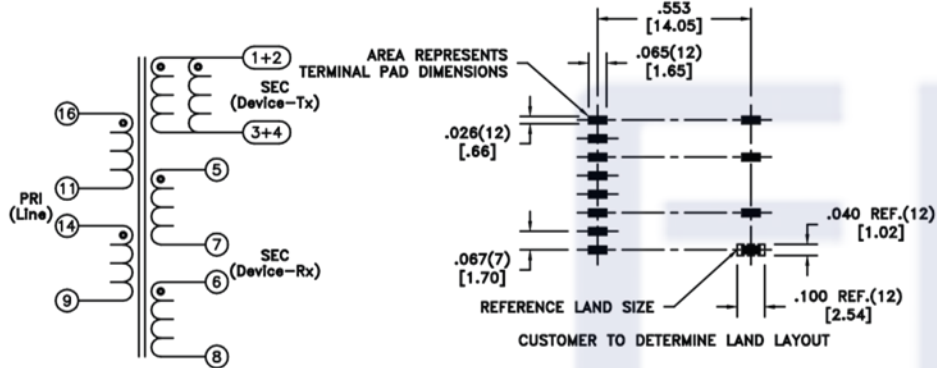 1+2
SEC
(Device-Tx)
3+4
16
11
PRI
(Line)
14
9
5
7
SEC
(Device-Rx)
6
8
.553
[14.05]
AREA REPRESENTS
TERMINAL PAD DIMENSIONS
.065(12)
[1.65]
.026(12)
[.66]
.067(7)
[1.70]
.040 REF.(12)
[1.02]
REFERENCE LAND SIZE
.100 REF.(12)
[2.54]
CUSTOMER TO DETERMINE LAND LAYOUT